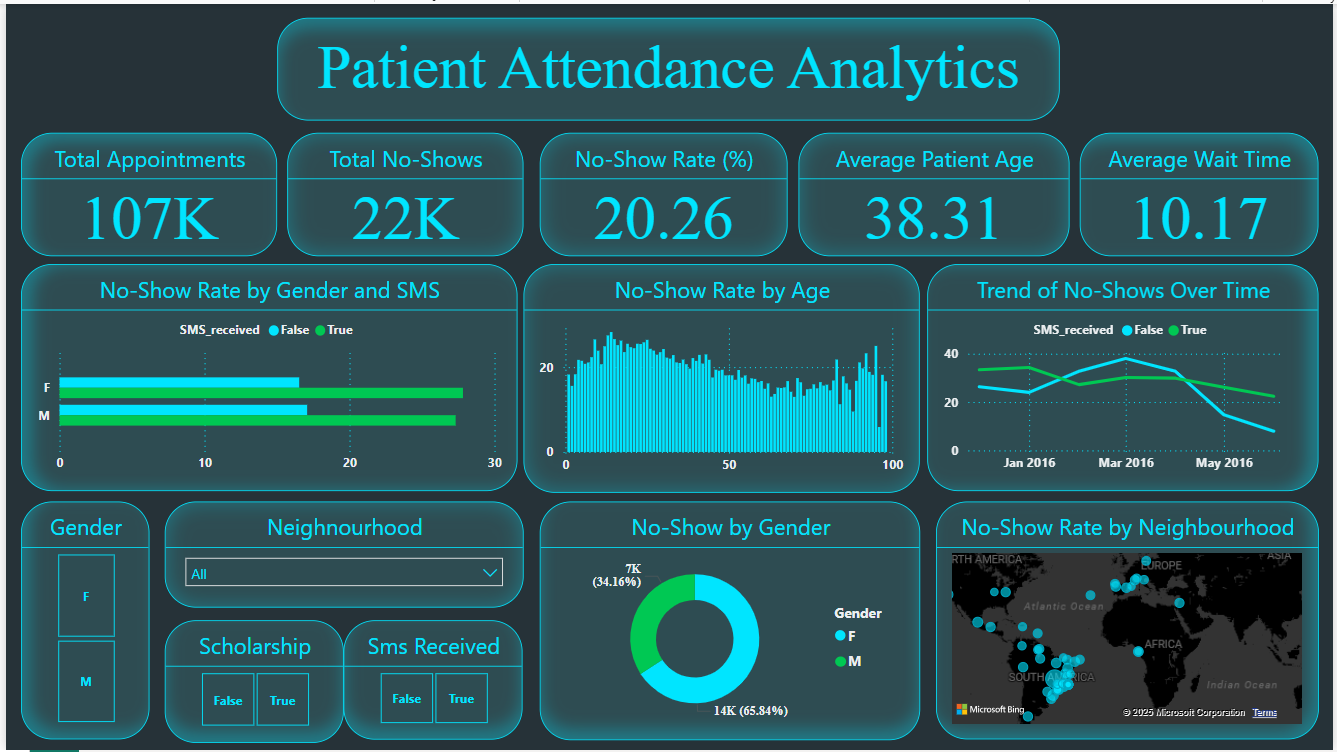 Patient Attendance Analytics
Total Appointments
107K
Total No-Shows
22K
No-Show Rate (%)
20.26
Average Patient Age
38.31
Average Wait Time
10.17
No-Show Rate by Gender and SMS
SMS_received False True
F
M
0 10 20 30
No-Show Rate by Age
20
0
0 50 100
Trend of No-Shows Over Time
SMS_received False True
40
20
0
Jan 2016 Mar 2016 May 2016
Gender
F
M
Neighnourhood
All
Scholarship
False True
Sms Received
False True
No-Show by Gender
7K
(34.16%)
14K (65.84%)
Gender
F
M
No-Show Rate by Neighbourhood
RTH AMERICA
ASIA
EUROPE
Atlantic Ocean
AFRICA
SOUTH AMERICA
Indian Ocean
Microsoft Bing
© 2025 Microsoft Corporation Terms